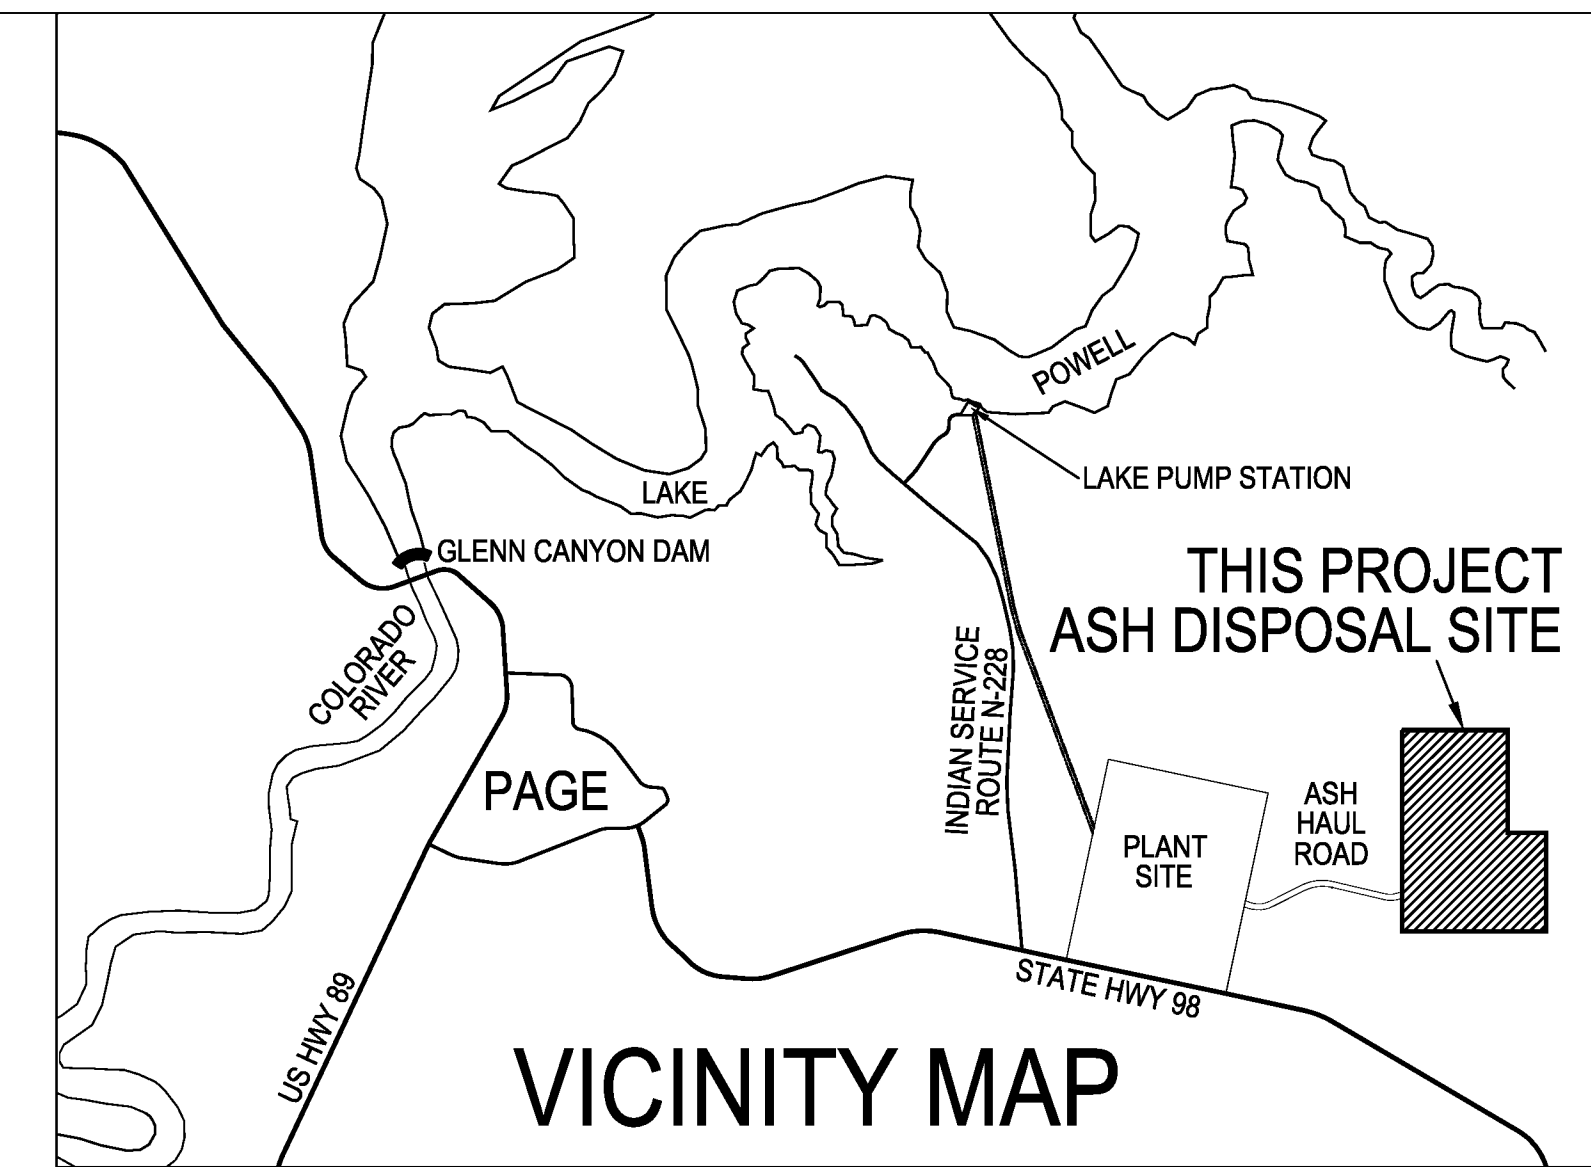 POWELL
LAKE
LAKE PUMP STATION
GLENN CANYON DAM
THIS PROJECT
ASH DISPOSAL SITE
COLORADO
RIVER
INDIAN SERVICE
ROUTE N-228
PAGE
ASH
HAUL
ROAD
PLANT
SITE
STATE HWY 98
US HWY 89
VICINITY MAP